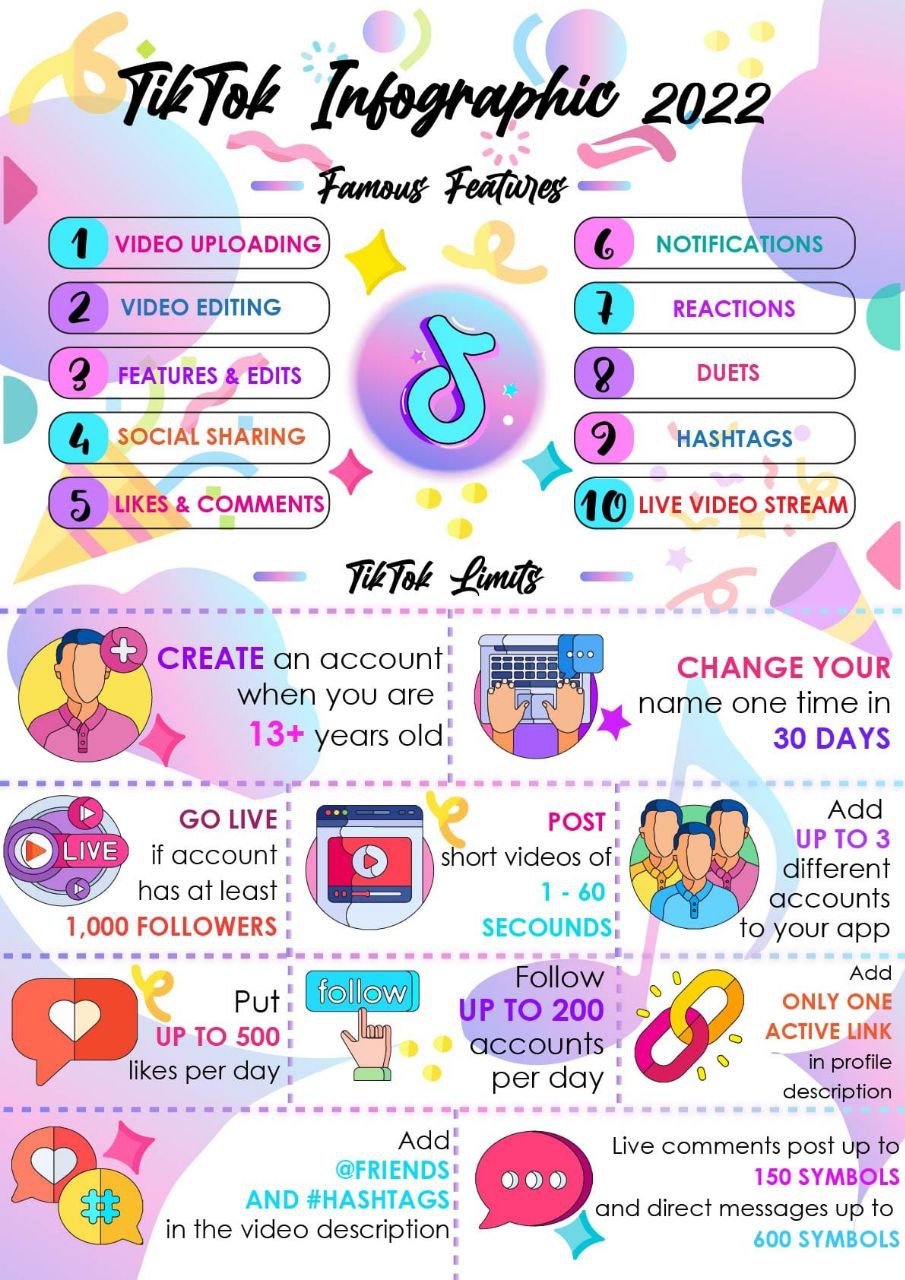 TikTok Infographic 2022
Famous Features
1 VIDEO UPLOADING
2 VIDEO EDITING
3 FEATURES & EDITS
4 SOCIAL SHARING
5 LIKES & COMMENTS
6 NOTIFICATIONS
7 REACTIONS
8 DUETS
9 HASHTAGS
10 LIVE VIDEO STREAM
TikTok Limits
CREATE an account
when you are
13+ years old
CHANGE YOUR
name one time in
30 DAYS
LIVE
GO LIVE
if account
has at least
1,000 FOLLOWERS
POST
short videos of
1 - 60
SECOUNDS
Add
UP TO 3
different
accounts
to your app
Put
UP TO 500
likes per day
follow
Follow
UP TO 200
accounts
per day
Add
ONLY ONE
ACTIVE LINK
in profile
description
#
Add
@FRIENDS
AND #HASHTAGS
in the video description
Live comments post up to
150 SYMBOLS
and direct messages up to
600 SYMBOLS